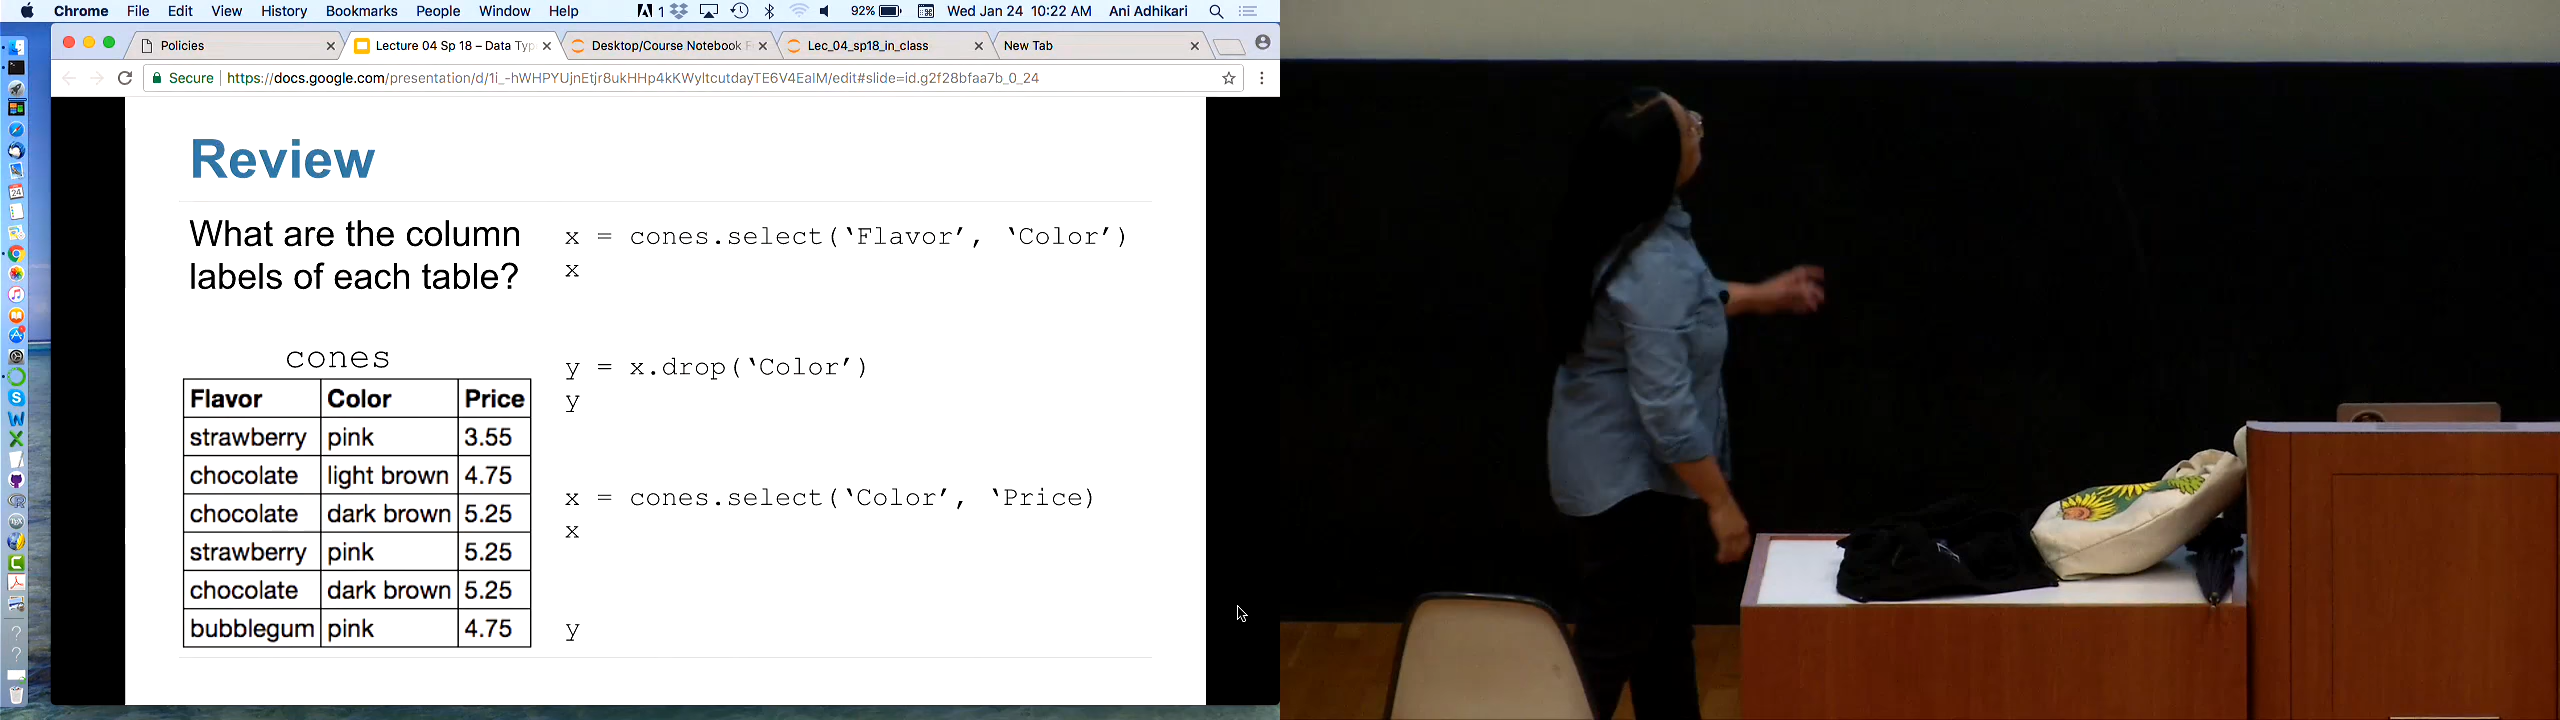 Chrome File Edit View History Bookmarks People Window Help 1 92% Wed Jan 24 10:22 AM Ani Adhikari
Policies Lecture 04 Sp 18 – Data Typ Desktop/Course Notebook F Lec_04_sp18_in_class New Tab
Secure https://docs.google.com/presentation/d/1i_-hWHPYUjnEtjr8ukHHp4kKWyltcutdayTE6V4EaIM/edit#slide=id.g2f28bfaa7b_0_24
Review
What are the column
labels of each table?
cones
Flavor Color Price
strawberry pink 3.55
chocolate light brown 4.75
chocolate dark brown 5.25
strawberry pink 5.25
chocolate dark brown 5.25
bubblegum pink 4.75
x = cones.select(‘Flavor’, ‘Color’)
x
y = x.drop(‘Color’)
y
x = cones.select(‘Color’, ‘Price)
x
y